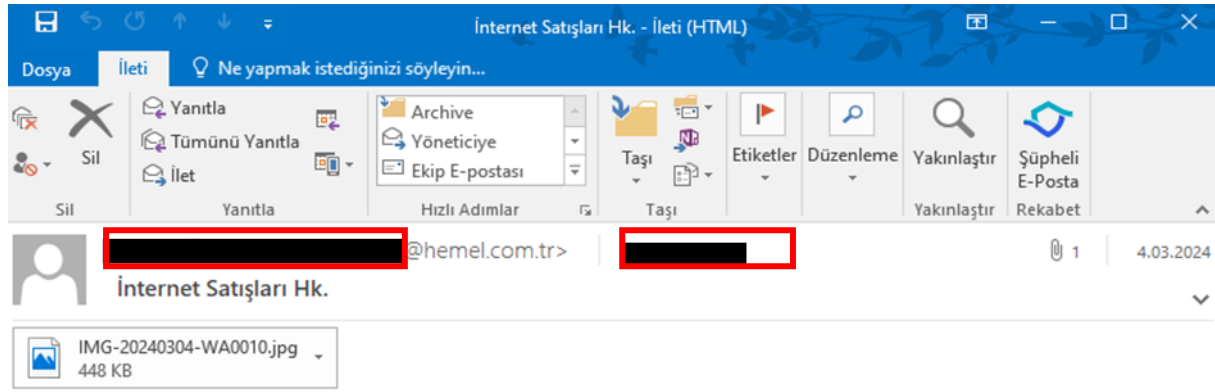 İnternet Satışları Hk. - İleti (HTML)
Dosya İleti Ne yapmak istediğinizi söyleyin...
Sil
Yanıtla
Tümünü Yanıtla
İlet
Archive
Yöneticiye
Ekip E-postası
Taşı
Etiketler
Düzenleme
Yakınlaştır
Şüpheli
E-Posta
Sil Yanıtla Hızlı Adımlar Taşı Yakınlaştır Rekabet
@hemel.com.tr> 1 4.03.2024
İnternet Satışları Hk.
IMG-20240304-WA0010.jpg
448 KB